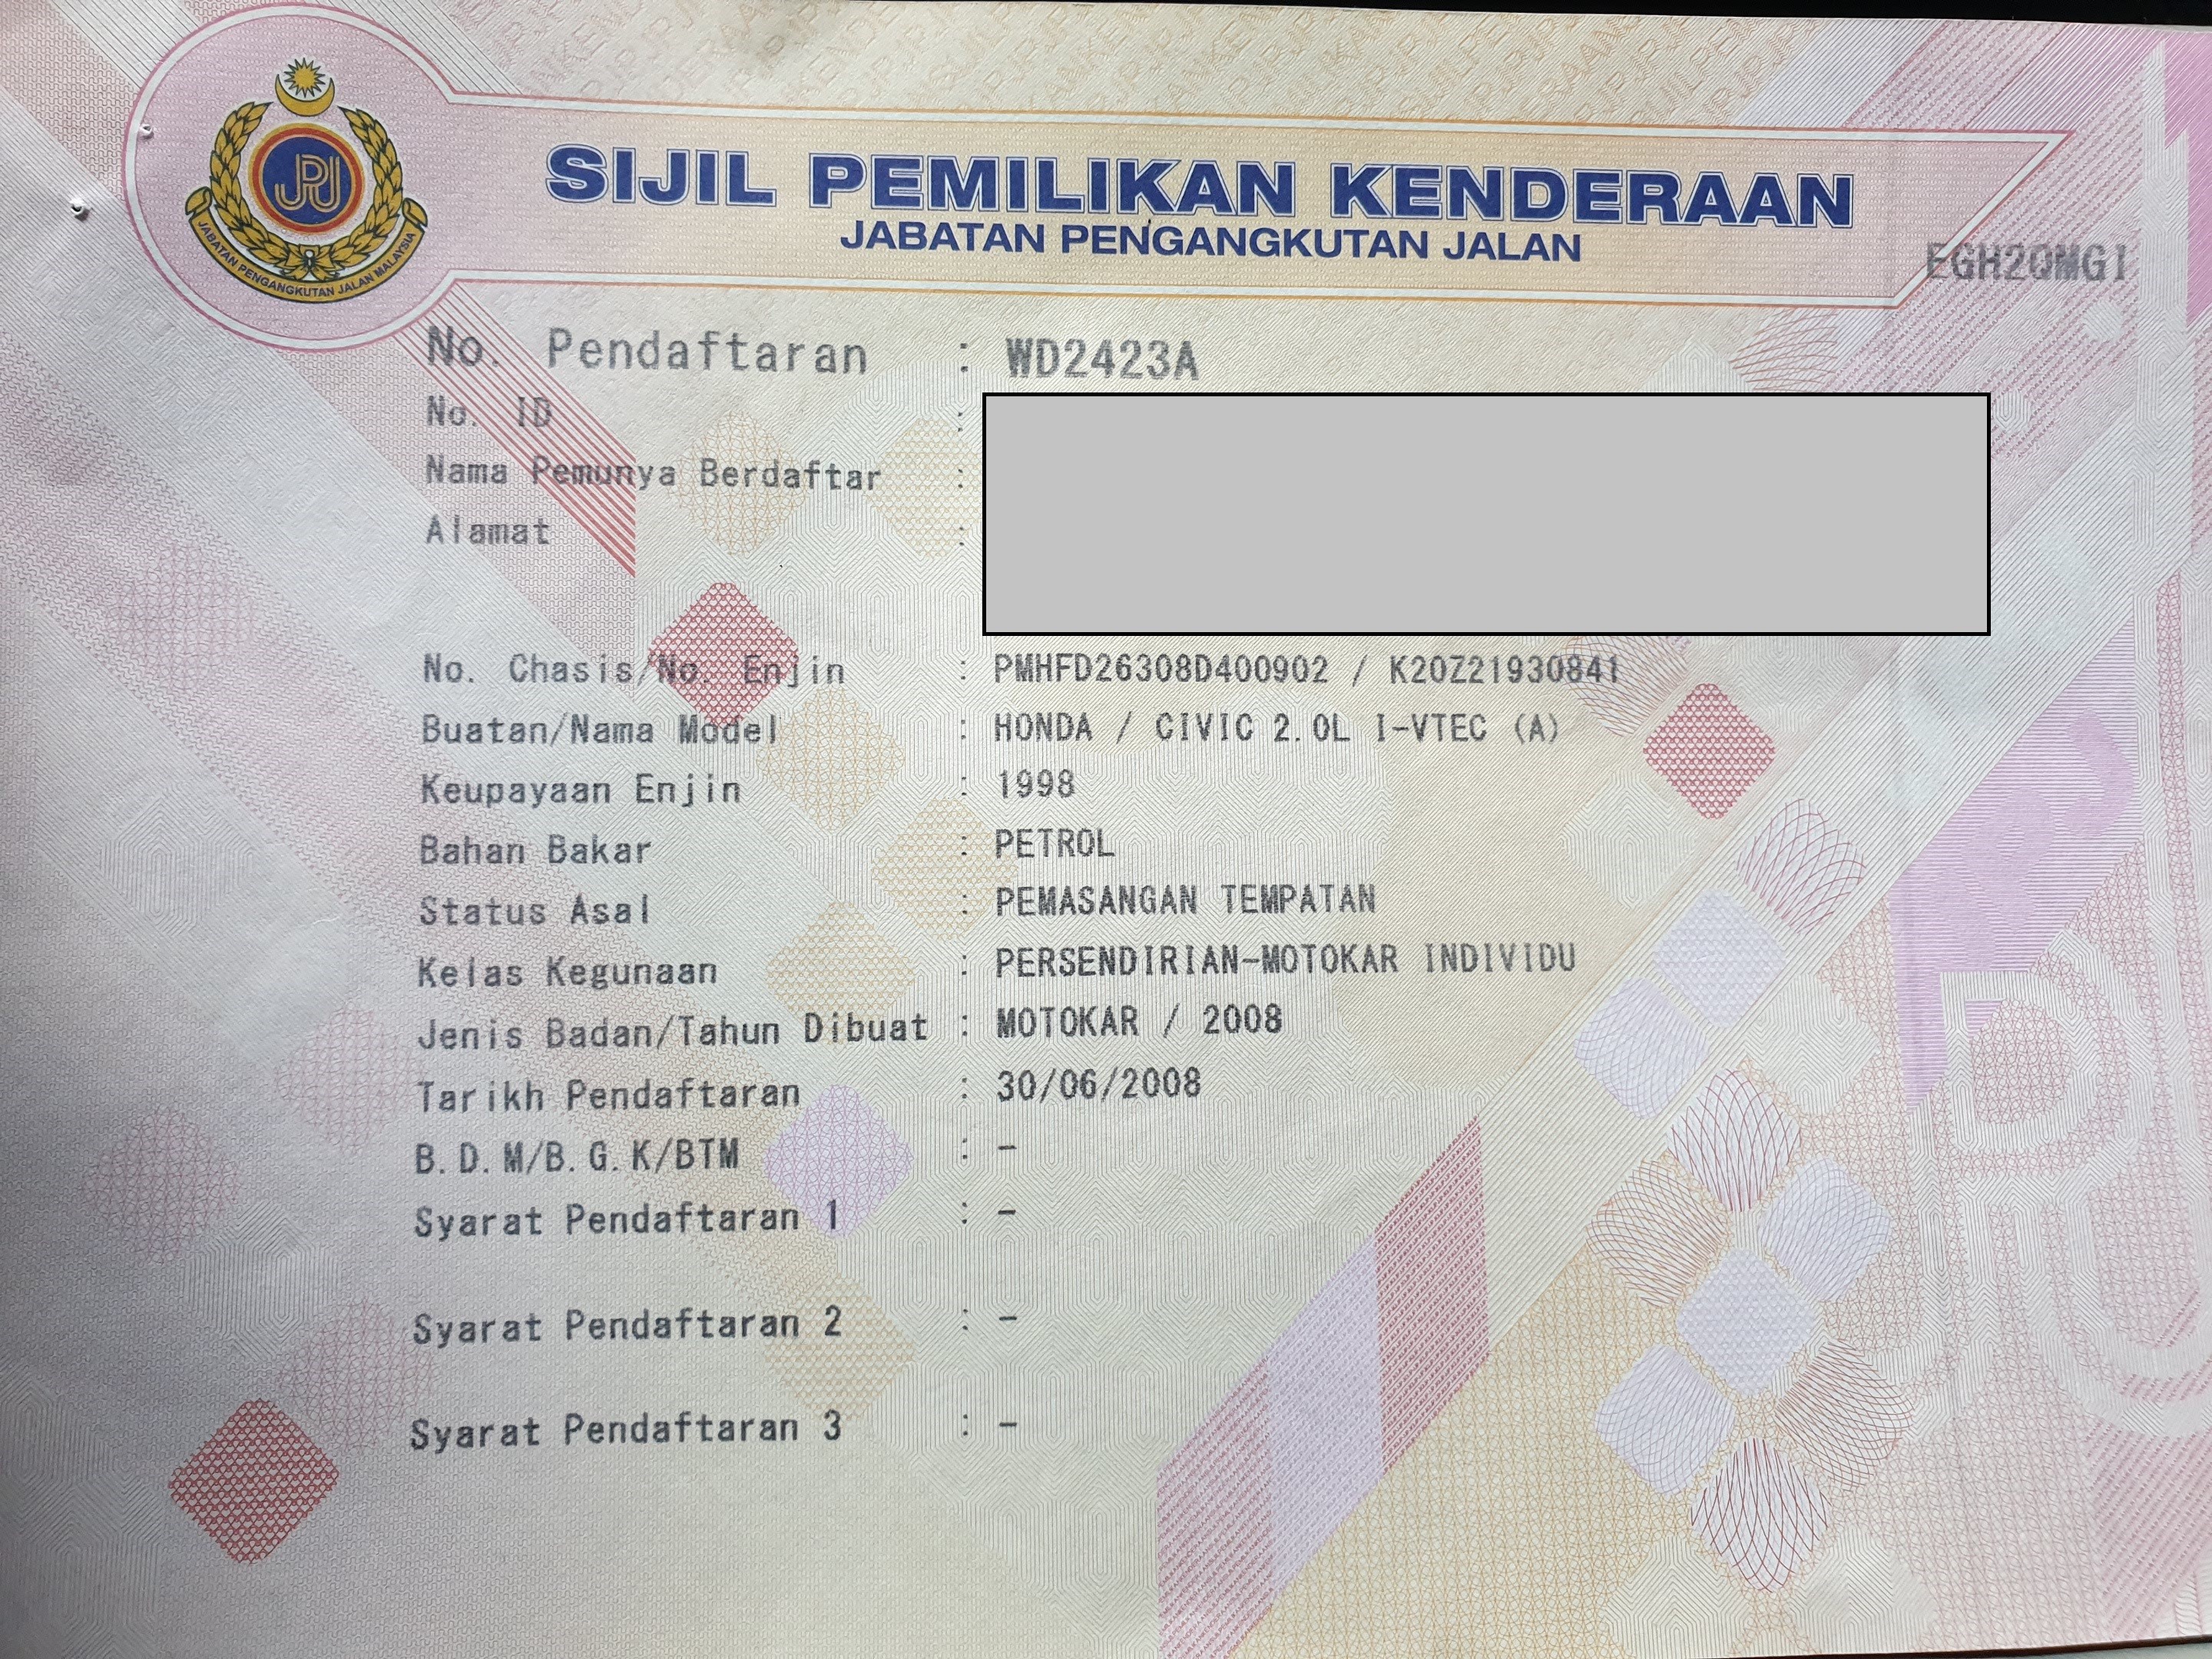 SIJIL PEMILIKAN KENDERAAN
JABATAN PENGANGKUTAN JALAN
JPJ
JABATAN PENGANGKUTAN JALAN MALAYSIA
EGH2QMGI
No. Pendaftaran : WD2423A
No. ID :
Nama Pemunya Berdaftar :
Alamat :
No. Chasis/No. Enjin : PMHFD26308D400902 / K20Z21930841
Buatan/Nama Model : HONDA / CIVIC 2.0L I-VTEC (A)
Keupayaan Enjin : 1998
Bahan Bakar : PETROL
Status Asal : PEMASANGAN TEMPATAN
Kelas Kegunaan : PERSENDIRIAN-MOTOKAR INDIVIDU
Jenis Badan/Tahun Dibuat : MOTOKAR / 2008
Tarikh Pendaftaran : 30/06/2008
B.D.M/B.G.K/BTM : -
Syarat Pendaftaran 1 : -
Syarat Pendaftaran 2 : -
Syarat Pendaftaran 3 : -